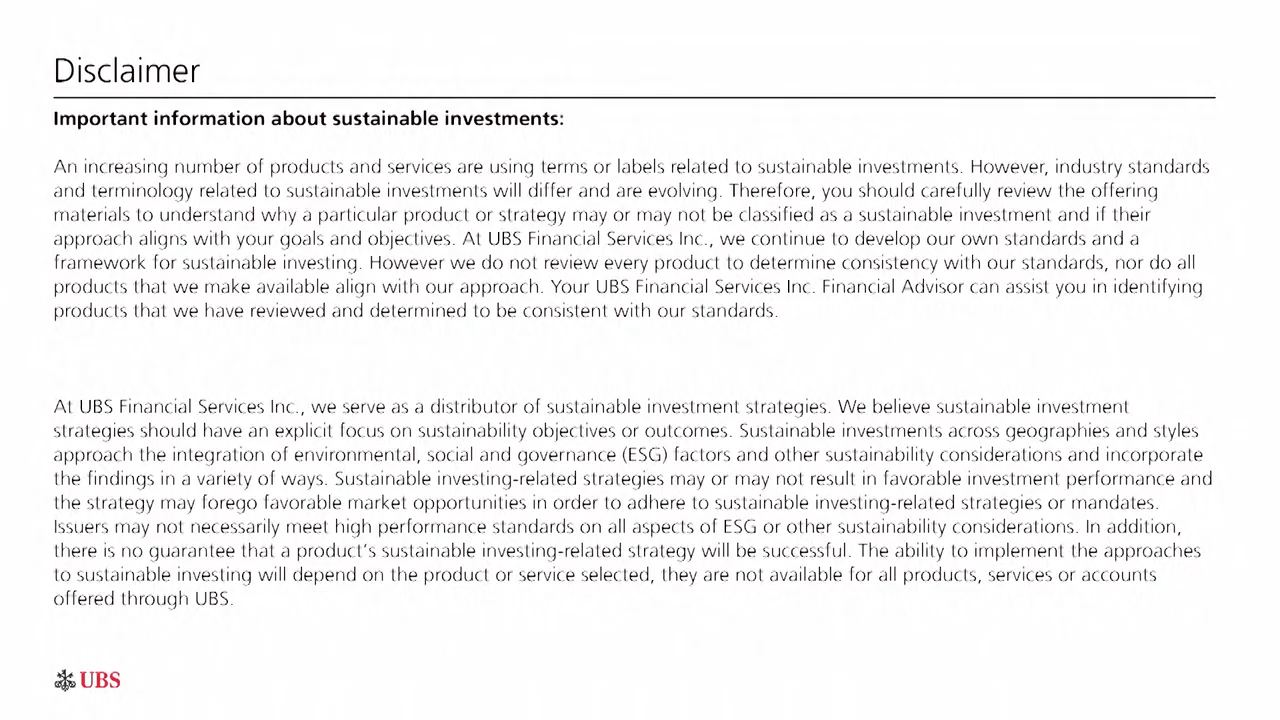 Disclaimer
Important information about sustainable investments:
An increasing number of products and services are using terms or labels related to sustainable investments. However, industry standards
and terminology related to sustainable investments will differ and are evolving. Therefore, you should carefully review the offering
materials to understand why a particular product or strategy may or may not be classified as a sustainable investment and if their
approach aligns with your goals and objectives. At UBS Financial Services Inc., we continue to develop our own standards and a
framework for sustainable investing. However we do not review every product to determine consistency with our standards, nor do all
products that we make available align with our approach. Your UBS Financial Services Inc. Financial Advisor can assist you in identifying
products that we have reviewed and determined to be consistent with our standards.
At UBS Financial Services Inc., we serve as a distributor of sustainable investment strategies. We believe sustainable investment
strategies should have an explicit focus on sustainability objectives or outcomes. Sustainable investments across geographies and styles
approach the integration of environmental, social and governance (ESG) factors and other sustainability considerations and incorporate
the findings in a variety of ways. Sustainable investing-related strategies may or may not result in favorable investment performance and
the strategy may forego favorable market opportunities in order to adhere to sustainable investing-related strategies or mandates.
Issuers may not necessarily meet high performance standards on all aspects of ESG or other sustainability considerations. In addition,
there is no guarantee that a product's sustainable investing-related strategy will be successful. The ability to implement the approaches
to sustainable investing will depend on the product or service selected, they are not available for all products, services or accounts
offered through UBS.
UBS